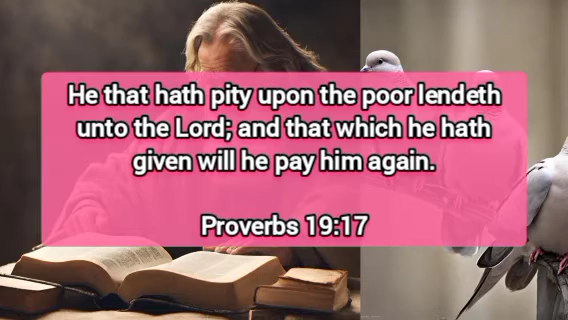 He that hath pity upon the poor lendeth
unto the Lord; and that which he hath
given will he pay him again.
Proverbs 19:17